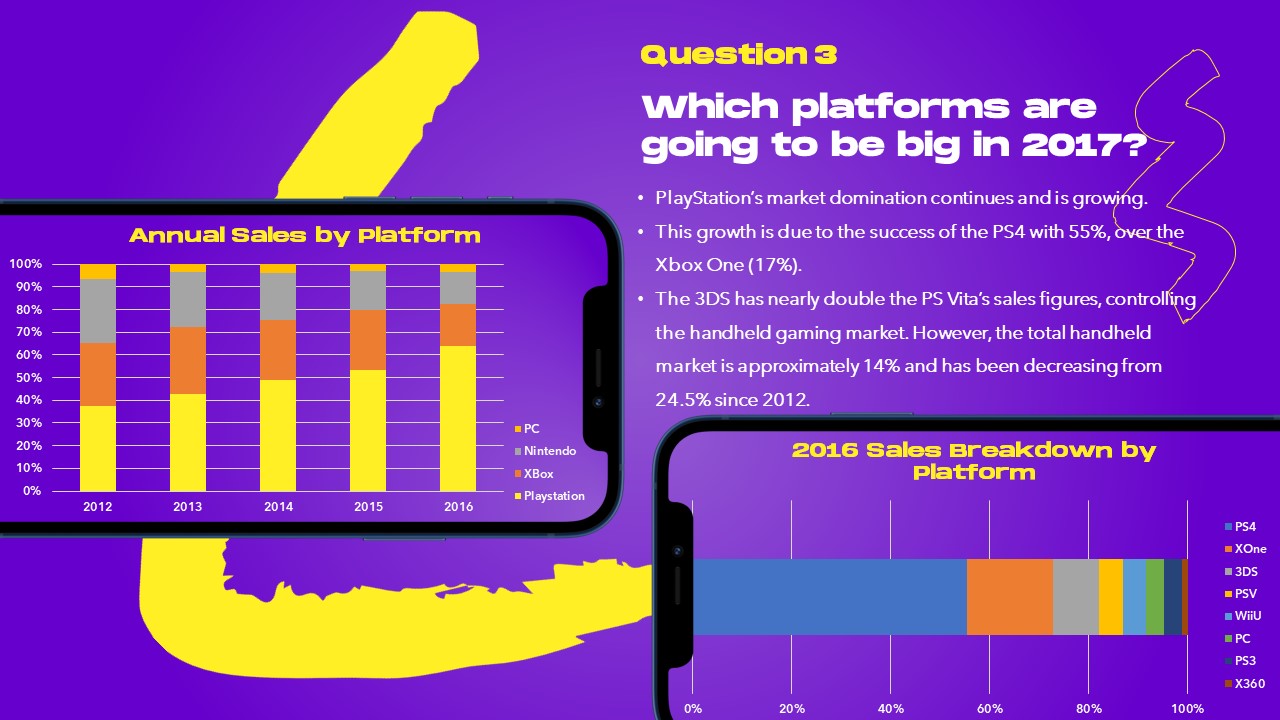 Question 3
Which platforms are
going to be big in 2017?
• PlayStation's market domination continues and is growing.
• This growth is due to the success of the PS4 with 55%, over the
Xbox One (17%).
• The 3DS has nearly double the PS Vita's sales figures, controlling
the handheld gaming market. However, the total handheld
market is approximately 14% and has been decreasing from
24.5% since 2012.
Annual Sales by Platform
100%
90%
80%
70%
60%
50%
40%
30%
20%
10%
0%
2012 2013 2014 2015 2016
PC
Nintendo
XBox
Playstation
2016 Sales Breakdown by
Platform
PS4
XOne
3DS
PSV
WiiU
PC
PS3
X360
0% 20% 40% 60% 80% 100%